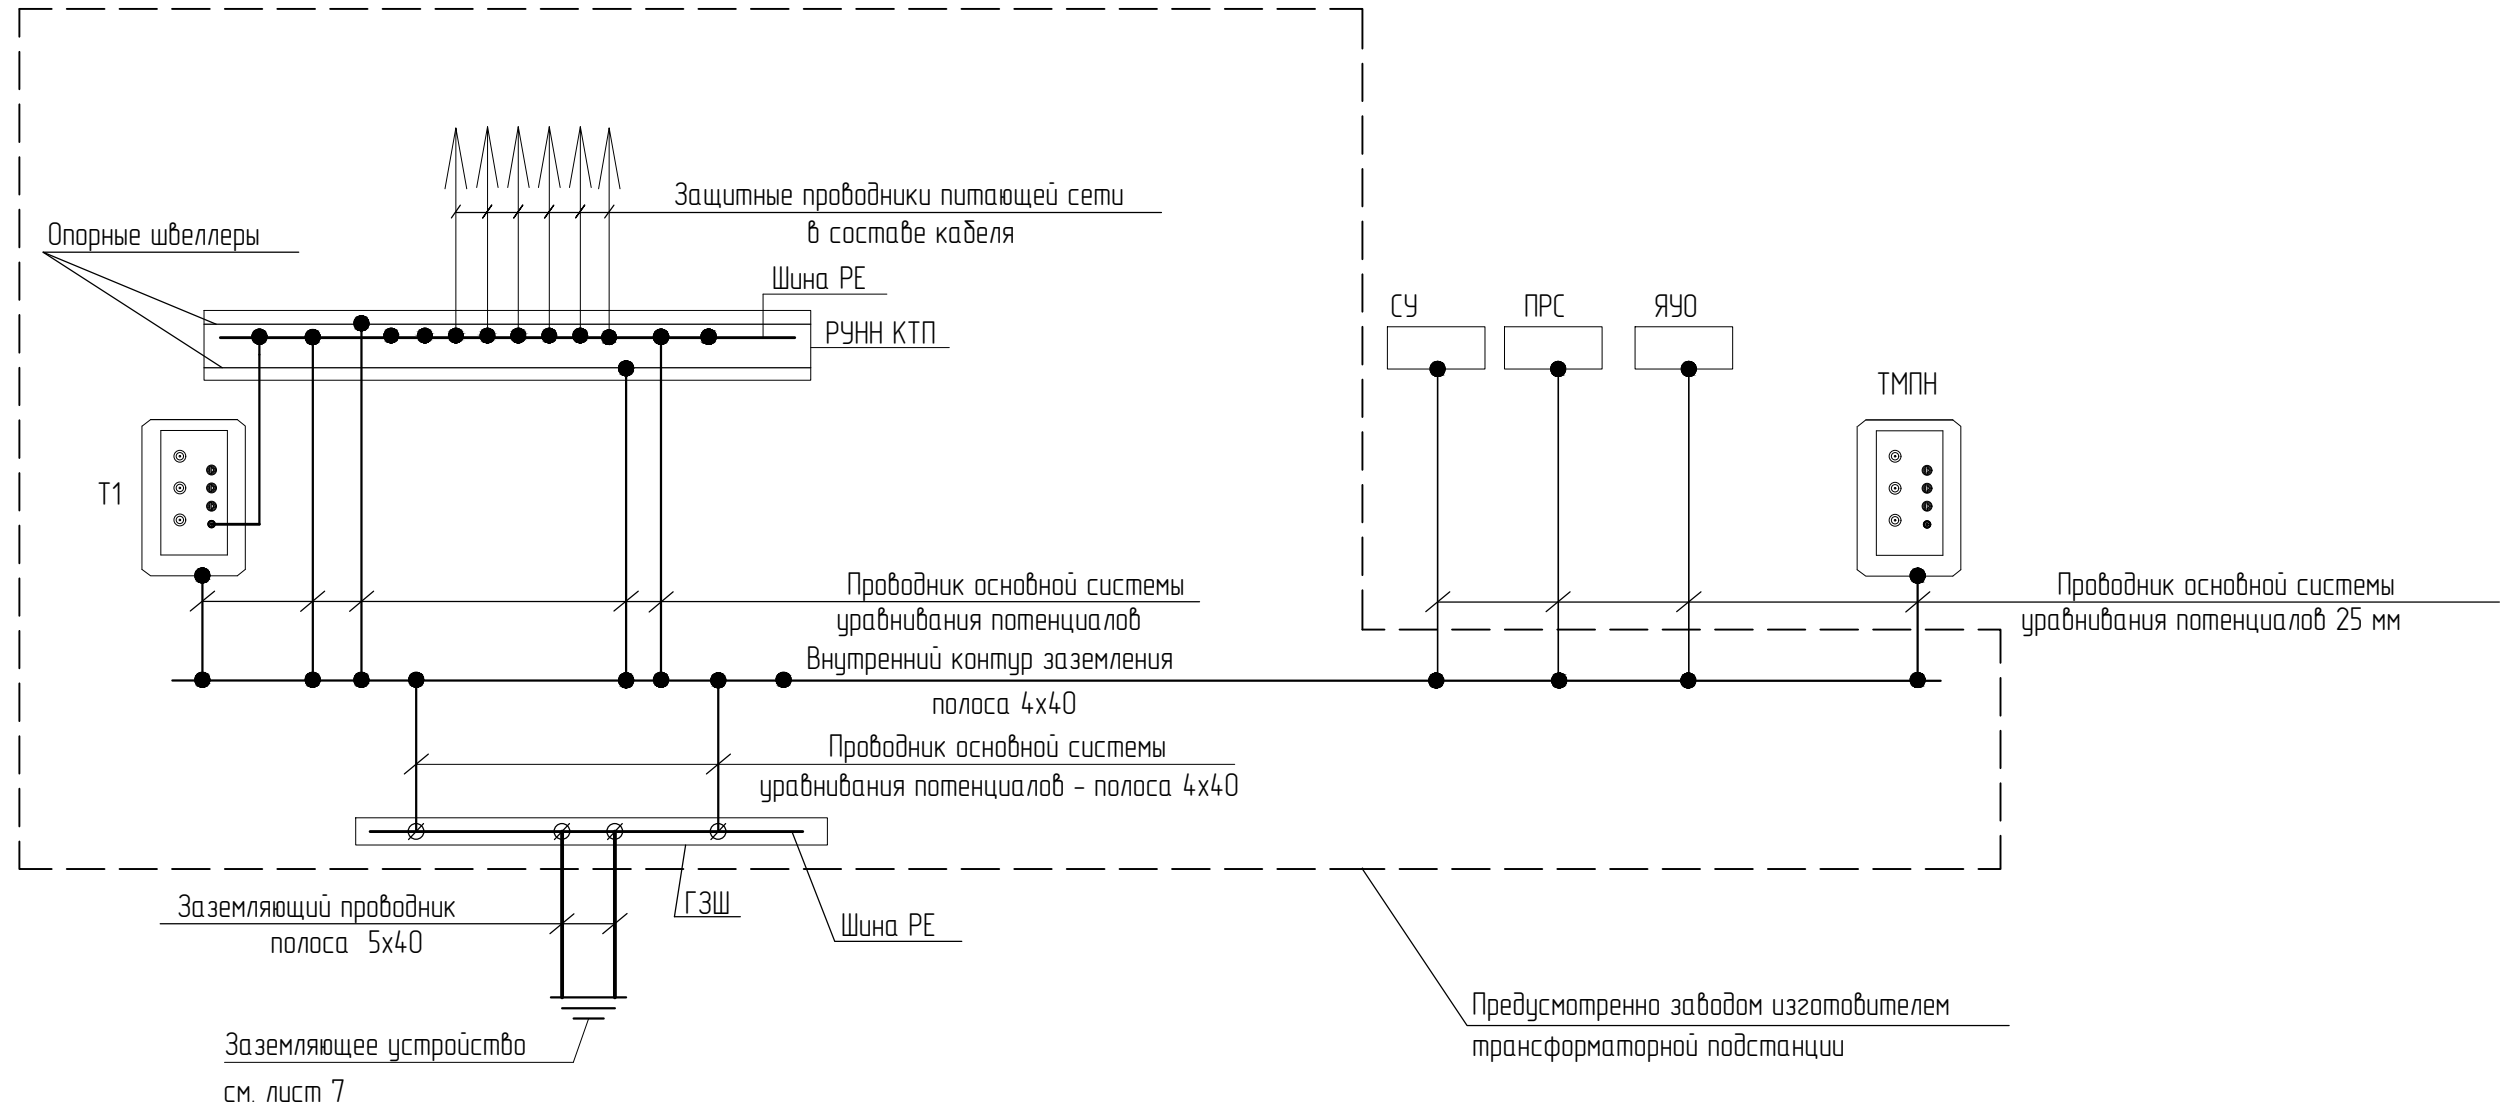 Защитные проводники питающей сети
в составе кабеля
Опорные швеллеры
Шина РЕ
РУНН КТП
СУ
ПРС
ЯУО
ТМПН
Т1
Проводник основной системы
уравнивания потенциалов
Проводник основной системы
уравнивания потенциалов 25 мм
Внутренний контур заземления
полоса 4х40
Проводник основной системы
уравнивания потенциалов - полоса 4х40
Заземляющий проводник
полоса 5х40
ГЗШ
Шина РЕ
Предусмотренно заводом изготовителем
трансформаторной подстанции
Заземляющее устройство
см. лист 7